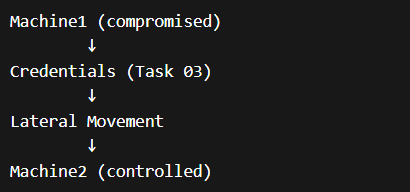 Machine1 (compromised)
↓
Credentials (Task 03)
↓
Lateral Movement
↓
Machine2 (controlled)